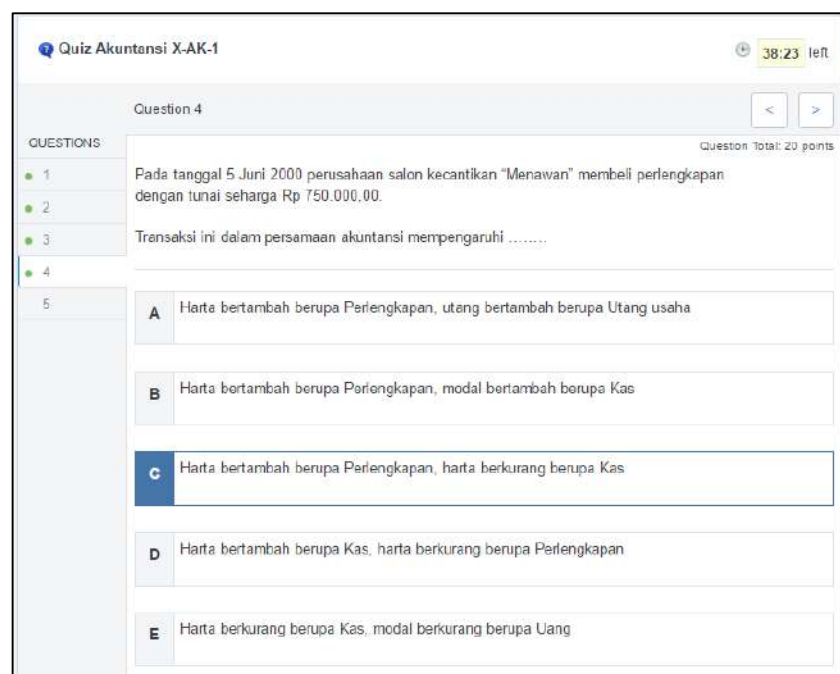 Quiz Akuntansi X-AK-1
38:23 left
Question 4
< >
QUESTIONS
Question Total: 20 points
1
2
3
4
5
Pada tanggal 5 Juni 2000 perusahaan salon kecantikan “Menawan” membeli perlengkapan
dengan tunai seharga Rp 750.000,00.
Transaksi ini dalam persamaan akuntansi mempengaruhi ........
A Harta bertambah berupa Perlengkapan, utang bertambah berupa Utang usaha
B Harta bertambah berupa Perlengkapan, modal bertambah berupa Kas
C Harta bertambah berupa Perlengkapan, harta berkurang berupa Kas
D Harta bertambah berupa Kas, harta berkurang berupa Perlengkapan
E Harta berkurang berupa Kas, modal berkurang berupa Uang